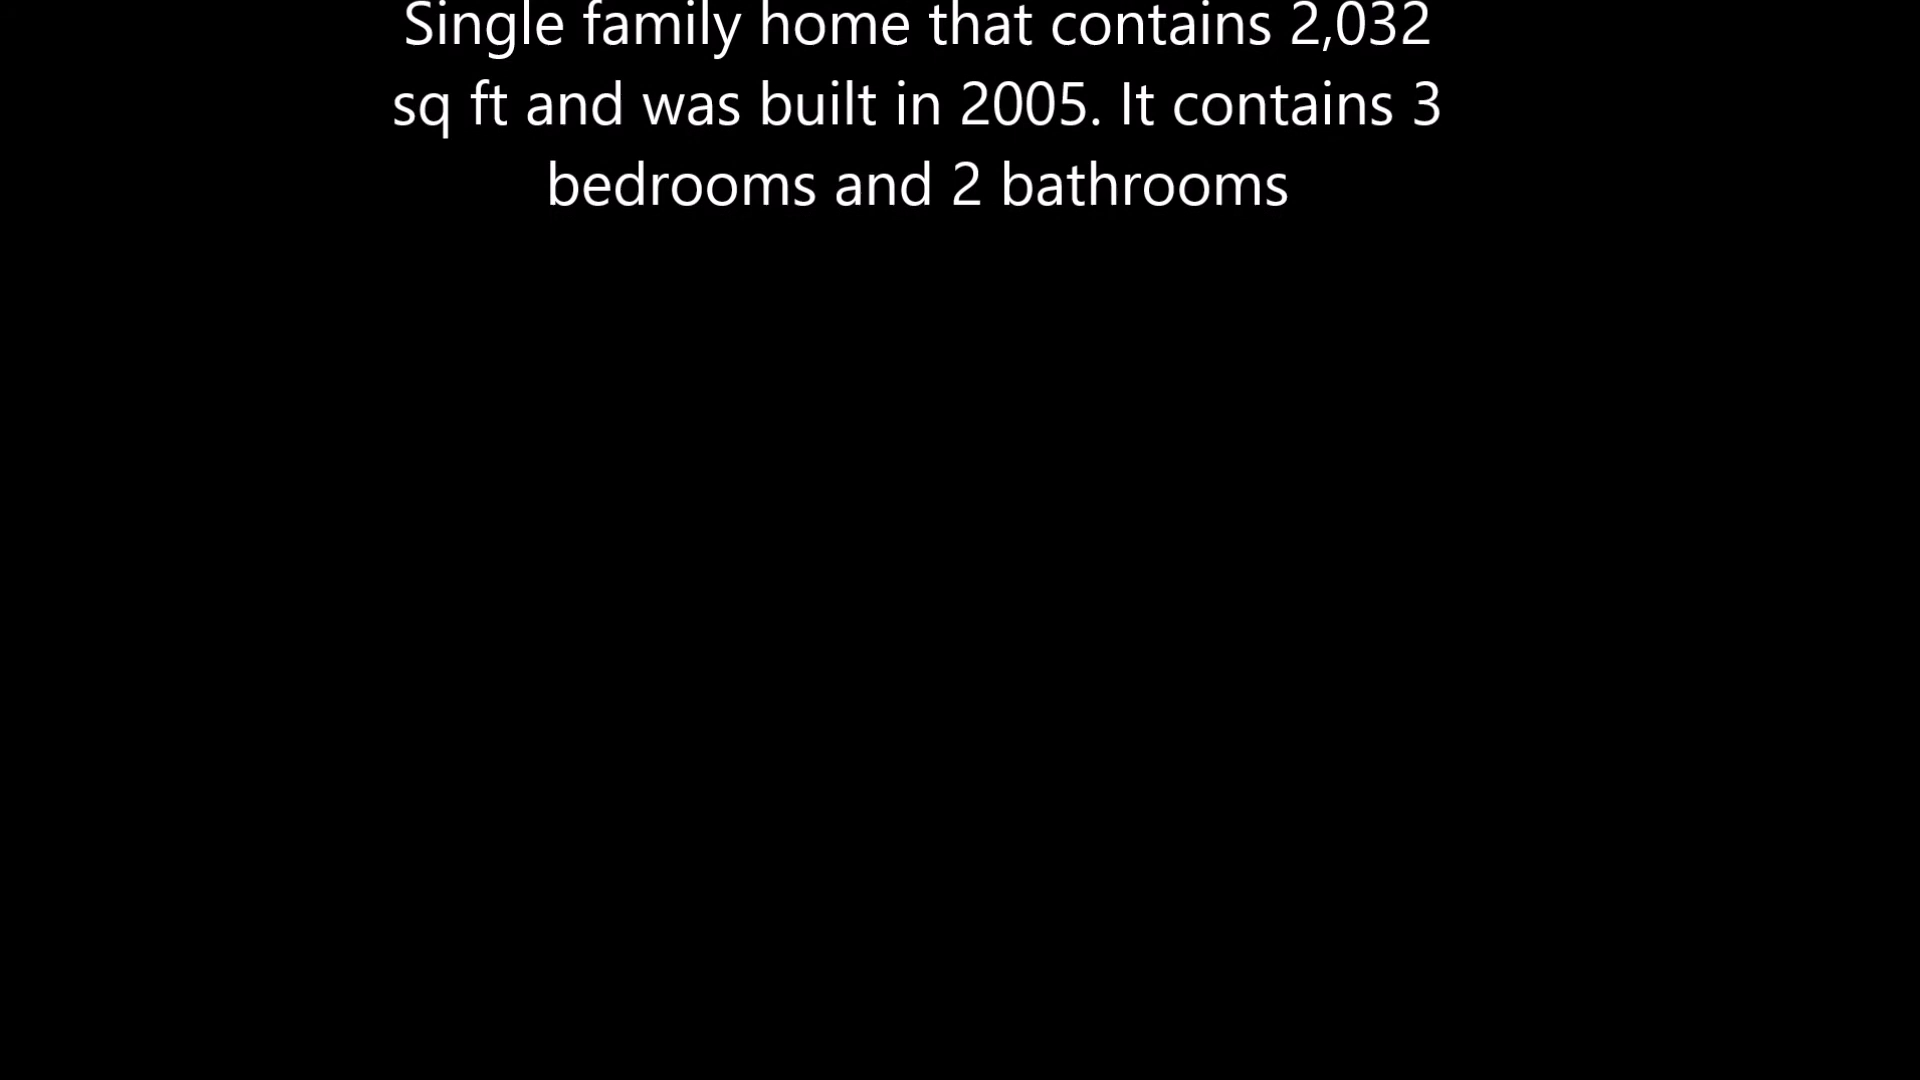 Single family home that contains 2,032
sq ft and was built in 2005. It contains 3
bedrooms and 2 bathrooms